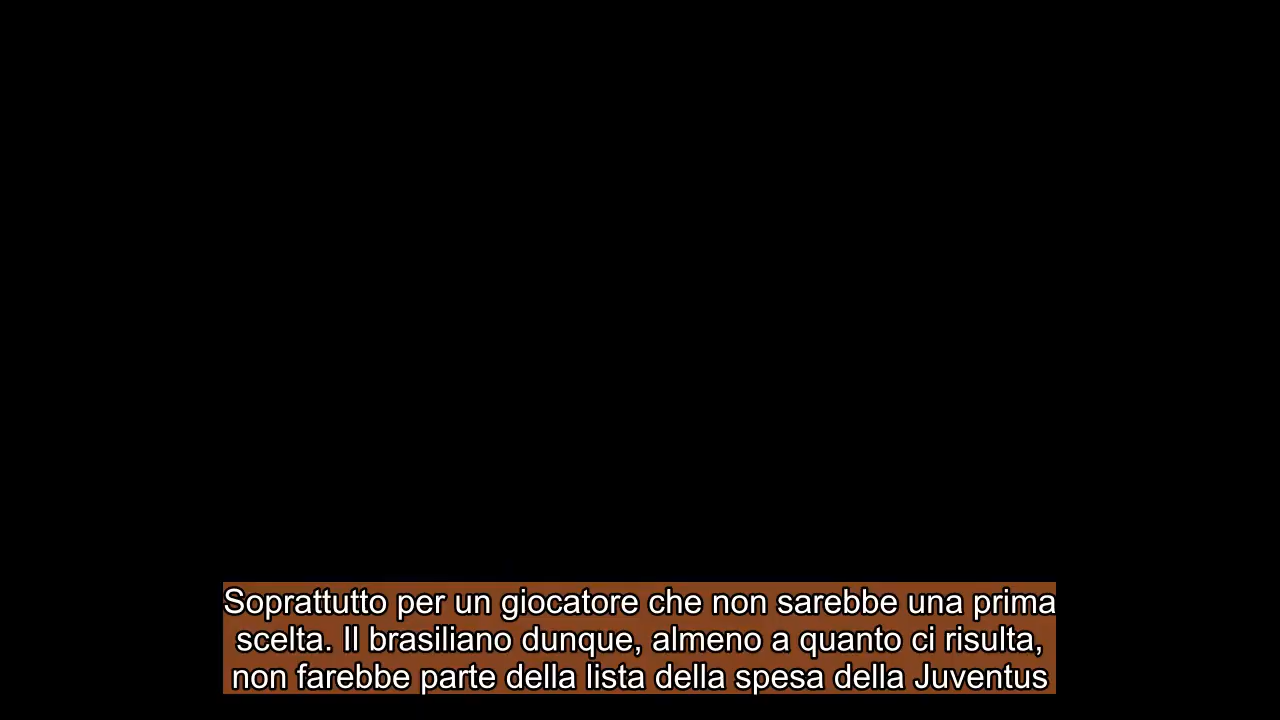 Soprattutto per un giocatore che non sarebbe una prima
scelta. Il brasiliano dunque, almeno a quanto ci risulta,
non farebbe parte della lista della spesa della Juventus